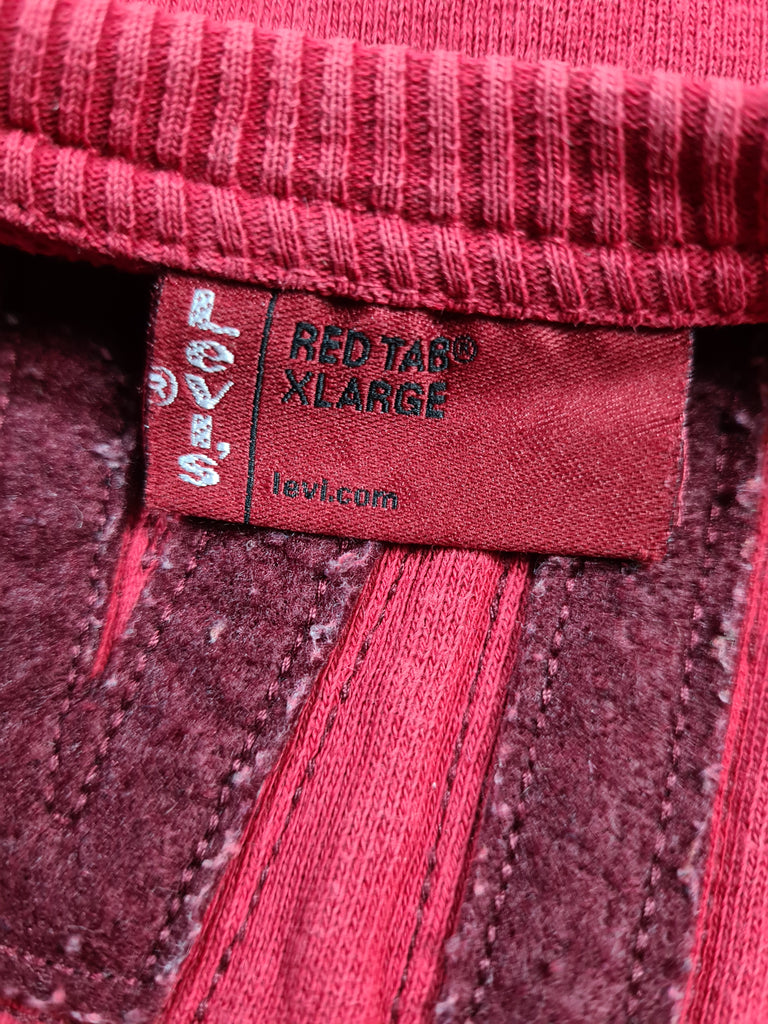 LEVI'S
®
RED TAB®
XLARGE
levi.com